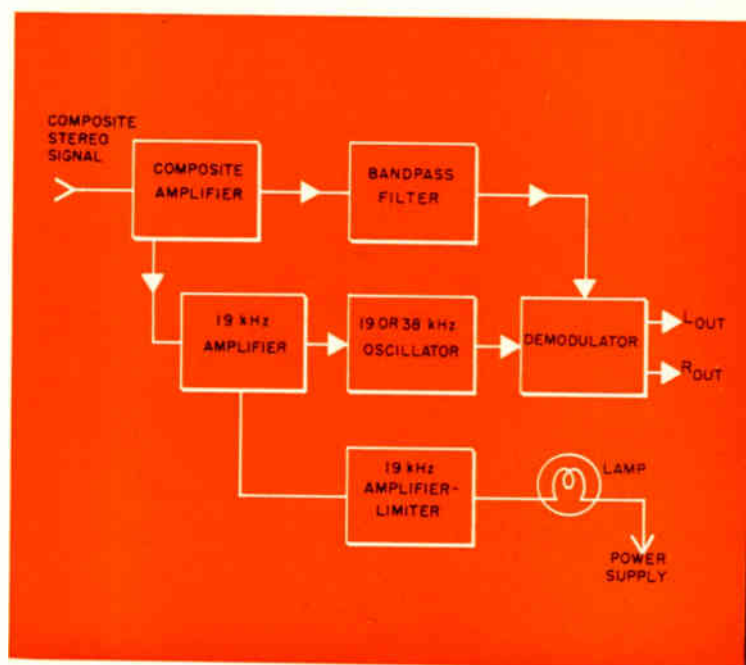 COMPOSITE
STEREO
SIGNAL
COMPOSITE
AMPLIFIER
BANDPASS
FILTER
19 kHz
AMPLIFIER
19 OR 38 kHz
OSCILLATOR
DEMODULATOR
LOUT
ROUT
19 kHz
AMPLIFIER-
LIMITER
LAMP
POWER
SUPPLY